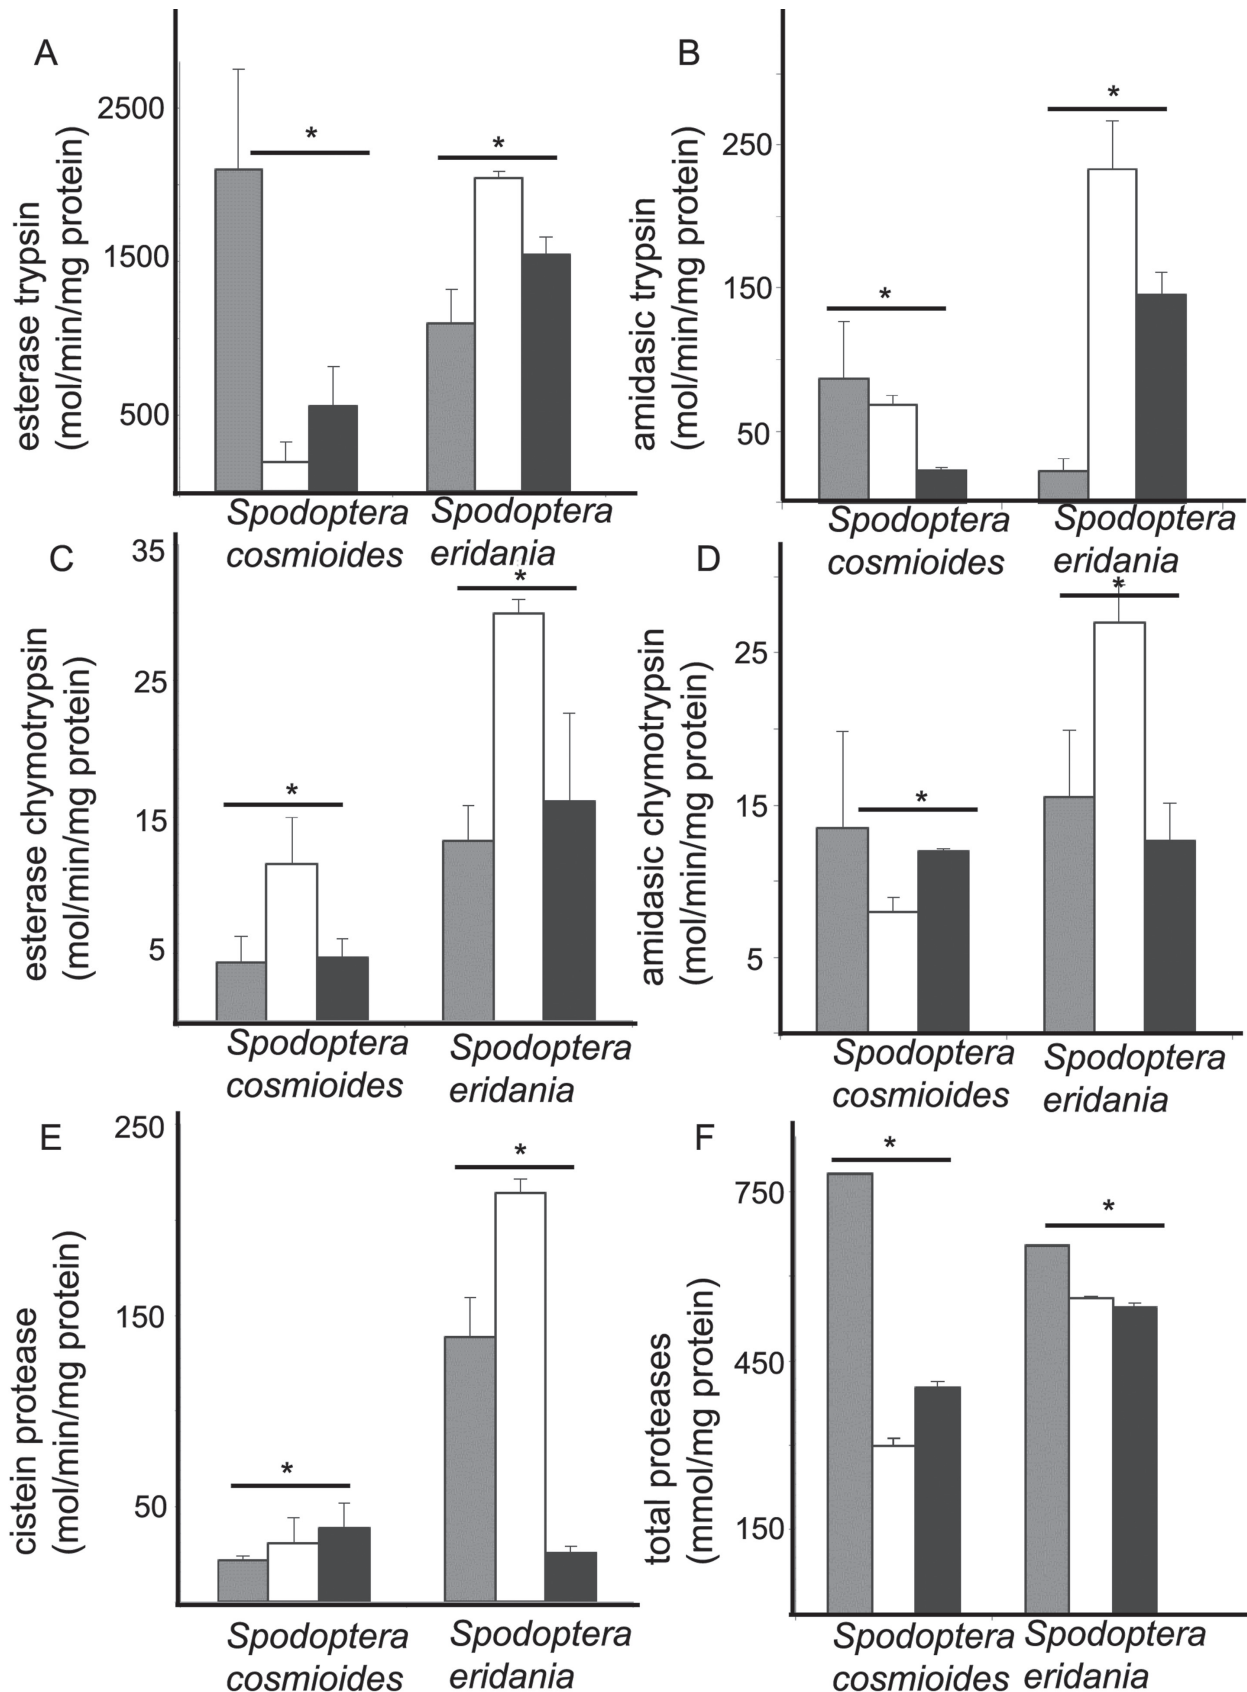 A
esterase trypsin
(mol/min/mg protein)
2500
1500
500
*
*
Spodoptera
cosmioides
Spodoptera
eridania
B
amidasic trypsin
(mol/min/mg protein)
250
150
50
*
*
Spodoptera
cosmioides
Spodoptera
eridania
C
esterase chymotrypsin
(mol/min/mg protein)
35
25
15
5
*
*
Spodoptera
cosmioides
Spodoptera
eridania
D
amidasic chymotrypsin
(mol/min/mg protein)
25
15
5
*
*
Spodoptera
cosmioides
Spodoptera
eridania
E
cistein protease
(mol/min/mg protein)
250
150
50
*
*
Spodoptera
cosmioides
Spodoptera
eridania
F
total proteases
(mmol/mg protein)
750
450
150
*
*
Spodoptera
cosmioides
Spodoptera
eridania